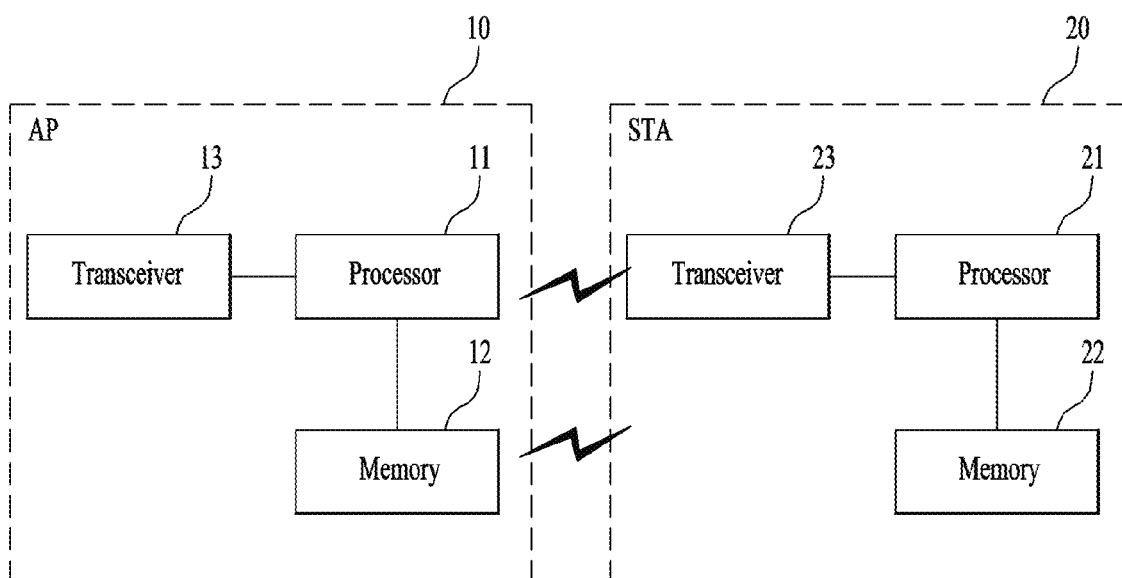 10
20
AP
STA
13
11
23
21
Transceiver
Processor
Transceiver
Processor
12
22
Memory
Memory